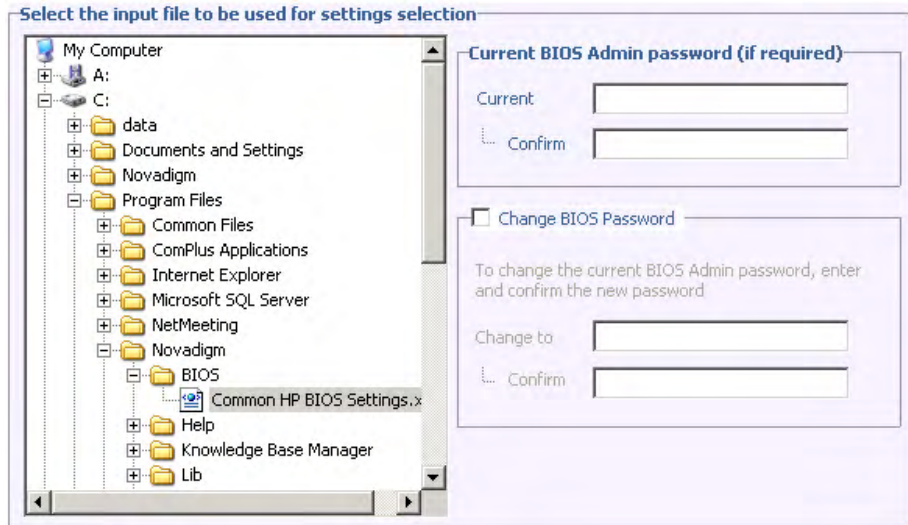 Select the input file to be used for settings selection
My Computer
A:
C:
data
Documents and Settings
Novadigm
Program Files
Common Files
ComPlus Applications
Internet Explorer
Microsoft SQL Server
NetMeeting
Novadigm
BIOS
Common HP BIOS Settings.x
Help
Knowledge Base Manager
Lib
Current BIOS Admin password (if required)
Current
Confirm
Change BIOS Password
To change the current BIOS Admin password, enter
and confirm the new password
Change to
Confirm